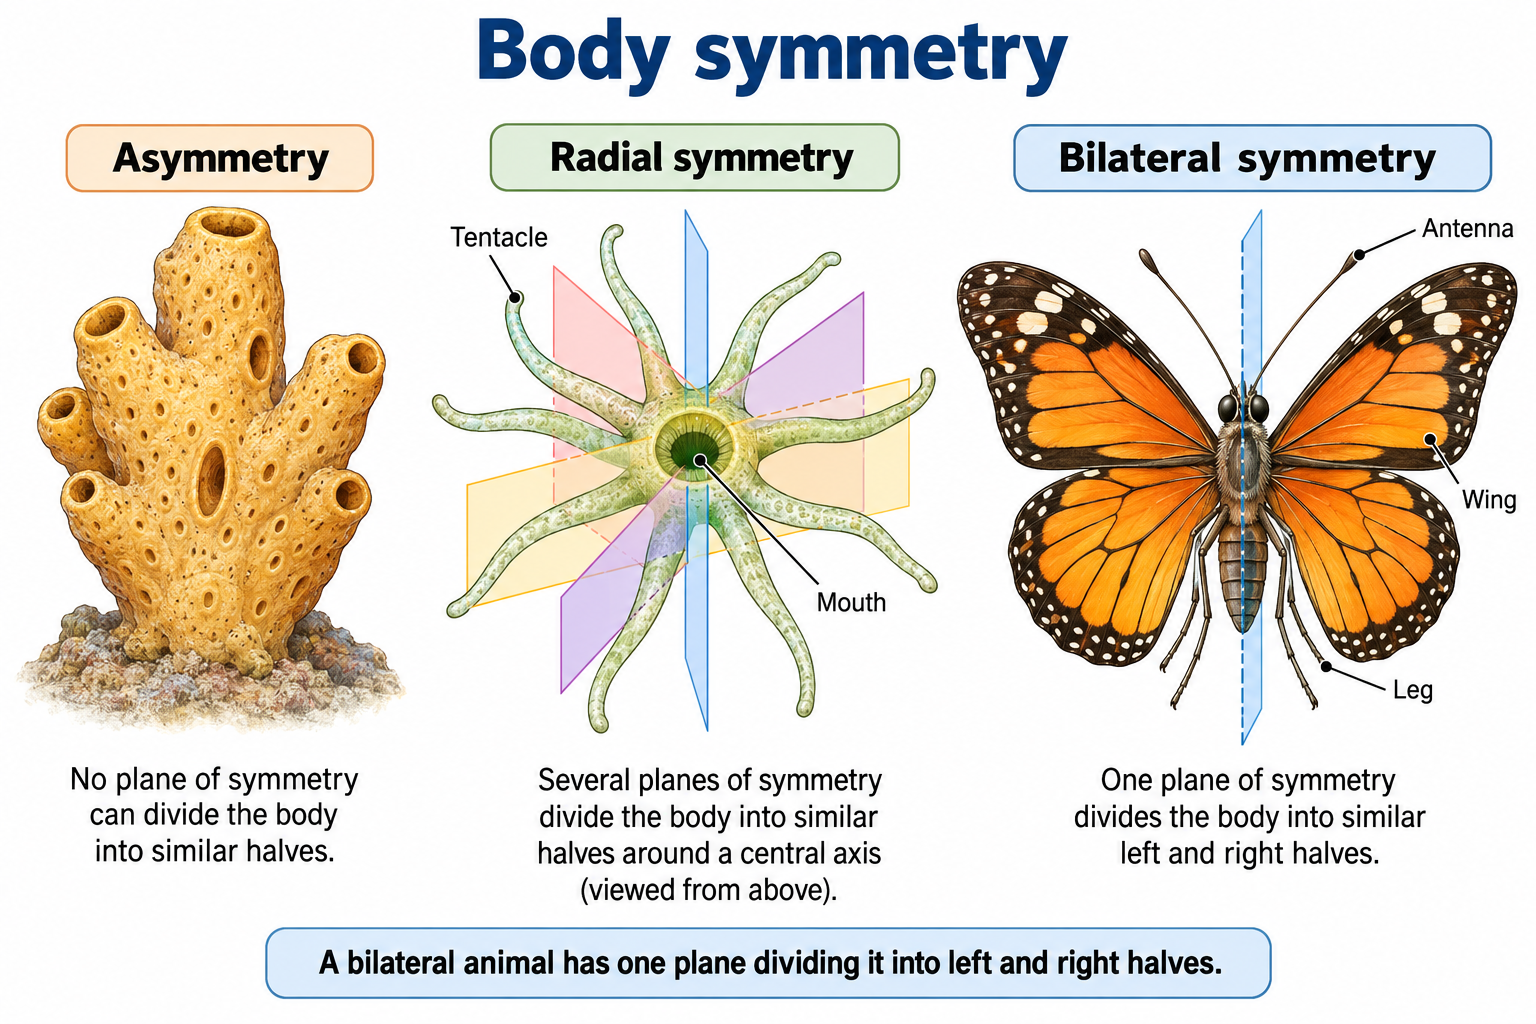 Body symmetry
Asymmetry
Radial symmetry
Bilateral symmetry
Tentacle
Mouth
Antenna
Wing
Leg
No plane of symmetry
can divide the body
into similar halves.
Several planes of symmetry
divide the body into similar
halves around a central axis
(viewed from above).
One plane of symmetry
divides the body into similar
left and right halves.
A bilateral animal has one plane dividing it into left and right halves.